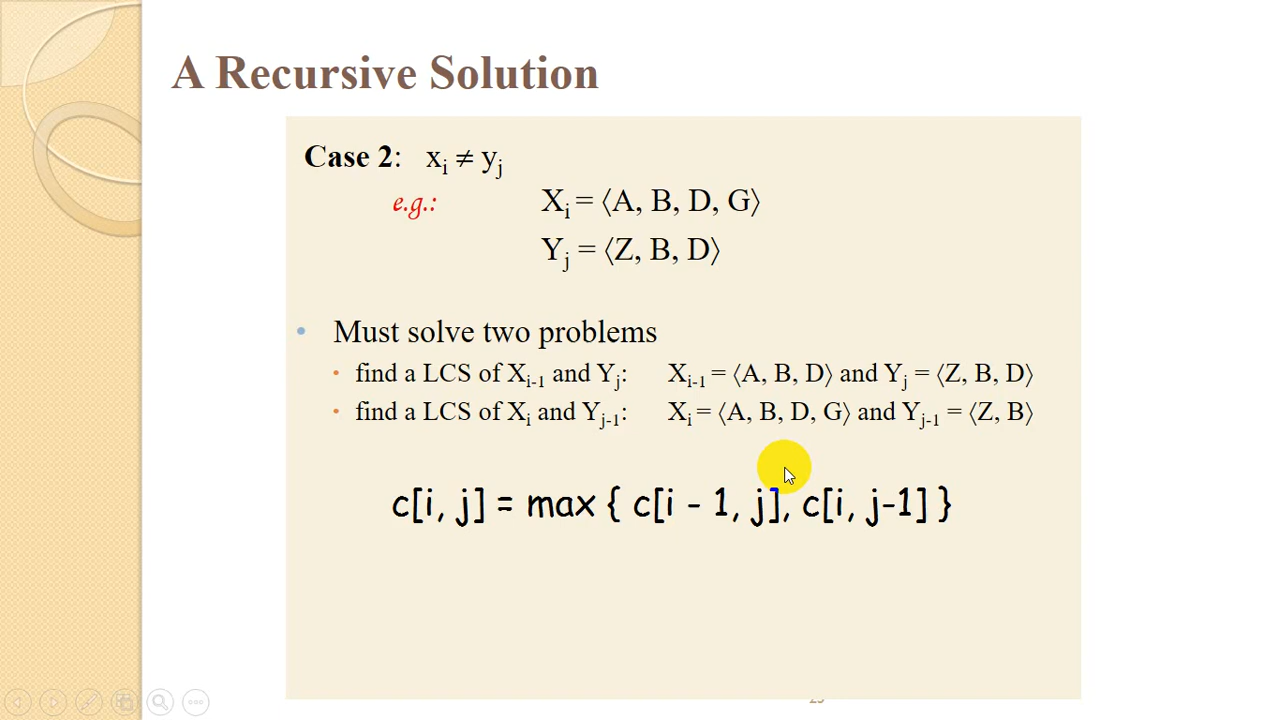 A Recursive Solution
Case 2: xi ≠ yj
e.g.: Xi = ⟨A, B, D, G⟩
Yj = ⟨Z, B, D⟩
• Must solve two problems
• find a LCS of Xi-1 and Yj: Xi-1 = ⟨A, B, D⟩ and Yj = ⟨Z, B, D⟩
• find a LCS of Xi and Yj-1: Xi = ⟨A, B, D, G⟩ and Yj-1 = ⟨Z, B⟩
c[i, j] = max { c[i - 1, j], c[i, j-1] }